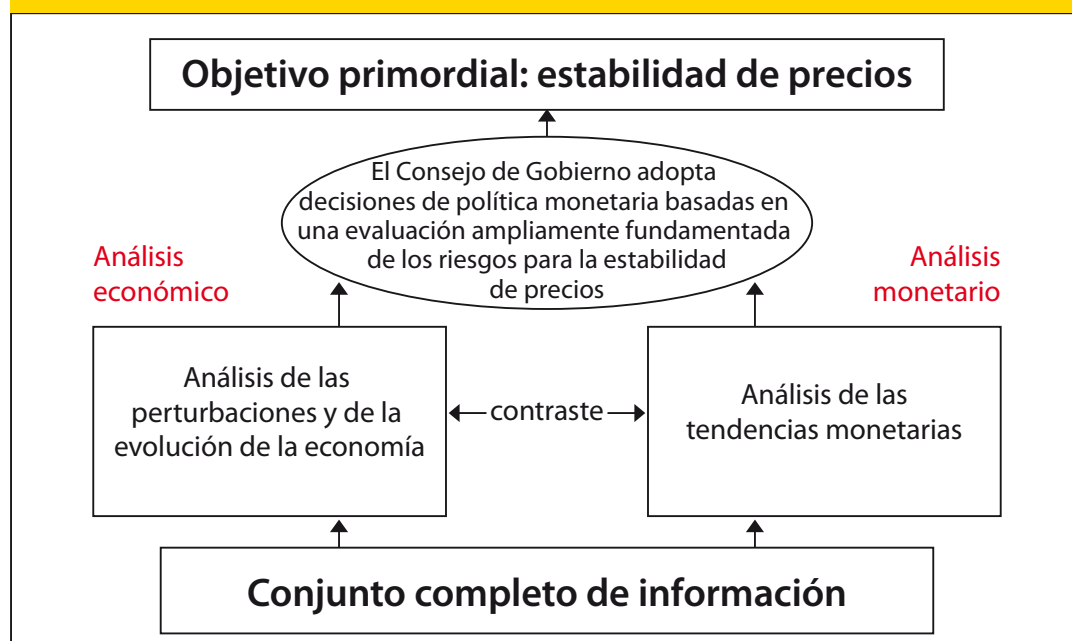 Objetivo primordial: estabilidad de precios
El Consejo de Gobierno adopta
decisiones de política monetaria basadas en
una evaluación ampliamente fundamentada
de los riesgos para la estabilidad
de precios
Análisis
económico
Análisis
monetario
Análisis de las
perturbaciones y de la
evolución de la economía
contraste
Análisis de las
tendencias monetarias
Conjunto completo de información